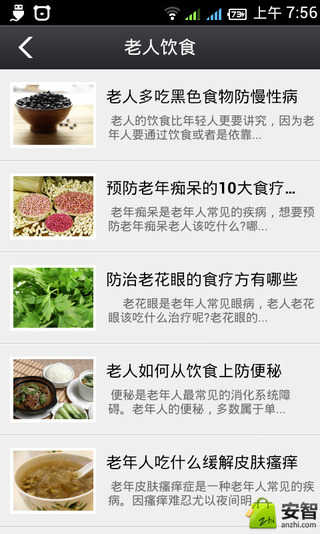 73
上午 7:56
老人饮食
老人多吃黑色食物防慢性病
老人的饮食比年轻人更要讲究，因为老
年人要通过饮食或者是依靠...
预防老年痴呆的10大食疗...
老年痴呆是老年人常见的疾病，想要预
防老年痴呆老人该吃什么?哪...
防治老花眼的食疗方有哪些
老花眼是老年人常见眼病，老人老花
眼该吃什么治疗呢?老花眼的...
老人如何从饮食上防便秘
便秘是老年人最常见的消化系统障
碍。老年人的便秘，多数属于单...
老年人吃什么缓解皮肤瘙痒
老年皮肤瘙痒症是一种老年人常见的疾
病。因瘙痒难忍尤以夜间明
安智
anzhi.com
zhi